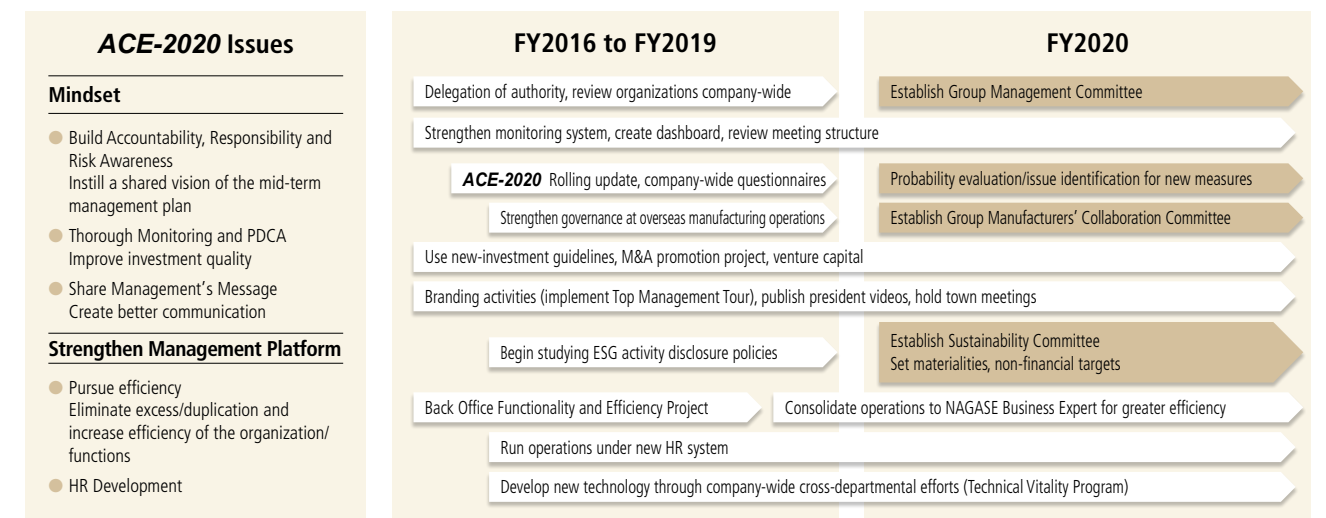 ACE-2020 Issues
Mindset
Build Accountability, Responsibility and
Risk Awareness
Instill a shared vision of the mid-term
management plan
Thorough Monitoring and PDCA
Improve investment quality
Share Management's Message
Create better communication
Strengthen Management Platform
Pursue efficiency
Eliminate excess/duplication and
increase efficiency of the organization/
functions
HR Development
FY2016 to FY2019
FY2020
Delegation of authority, review organizations company-wide
Establish Group Management Committee
Strengthen monitoring system, create dashboard, review meeting structure
ACE-2020 Rolling update, company-wide questionnaires
Probability evaluation/issue identification for new measures
Strengthen governance at overseas manufacturing operations
Establish Group Manufacturers' Collaboration Committee
Use new-investment guidelines, M&A promotion project, venture capital
Branding activities (implement Top Management Tour), publish president videos, hold town meetings
Begin studying ESG activity disclosure policies
Establish Sustainability Committee
Set materialities, non-financial targets
Back Office Functionality and Efficiency Project
Consolidate operations to NAGASE Business Expert for greater efficiency
Run operations under new HR system
Develop new technology through company-wide cross-departmental efforts (Technical Vitality Program)